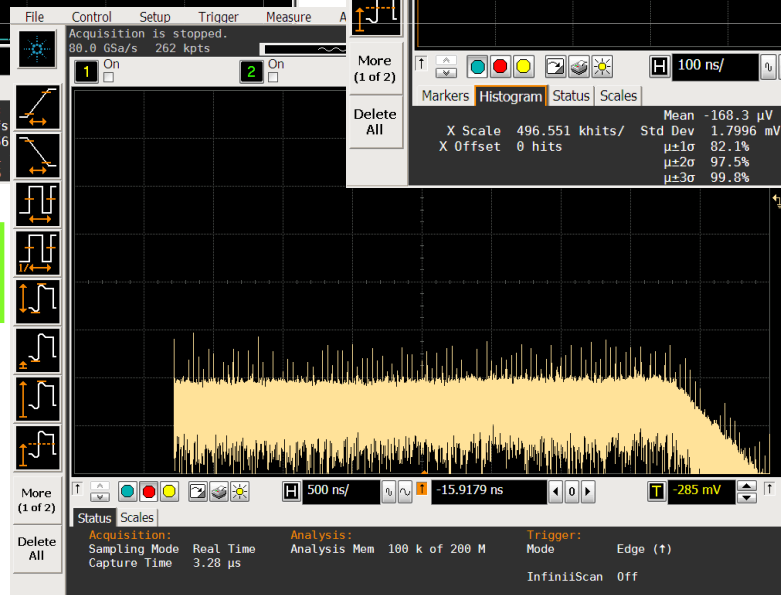 File Control Setup Trigger Measure A
Acquisition is stopped.
80.0 GSa/s 262 kpts
1 On 2 On
More
(1 of 2)
Delete
All
H 100 ns/
Markers Histogram Status Scales
Mean -168.3 µV
X Scale 496.551 khits/ Std Dev 1.7996 mV
X Offset 0 hits µ±1σ 82.1%
µ±2σ 97.5%
µ±3σ 99.8%
1/
More
(1 of 2)
Delete
All
H 500 ns/ -15.9179 ns 0 T -285 mV
Status Scales
Acquisition: Analysis: Trigger:
Sampling Mode Real Time Analysis Mem 100 k of 200 M Mode Edge (↑)
Capture Time 3.28 µs
InfiniiScan Off